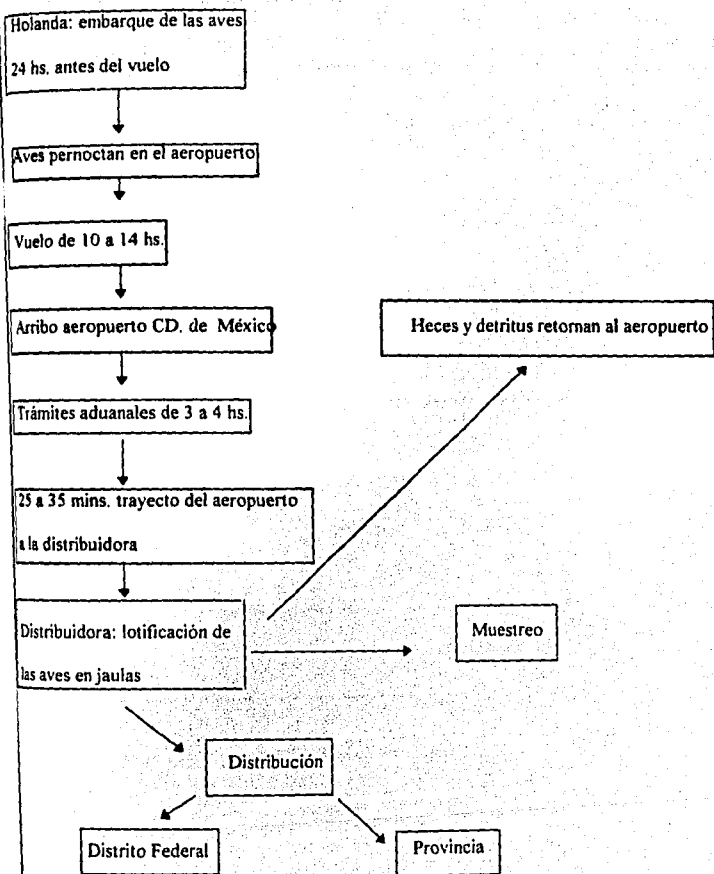 Holanda: embarque de las aves
24 hs. antes del vuelo
Aves pernoctan en el aeropuerto
Vuelo de 10 a 14 hs.
Arribo aeropuerto CD. de México
Heces y detritus retornan al aeropuerto
Trámites aduanales de 3 a 4 hs.
25 a 35 mins. trayecto del aeropuerto
a la distribuidora
Distribuidora: lotificación de
las aves en jaulas
Muestreo
Distribución
Distrito Federal
Provincia